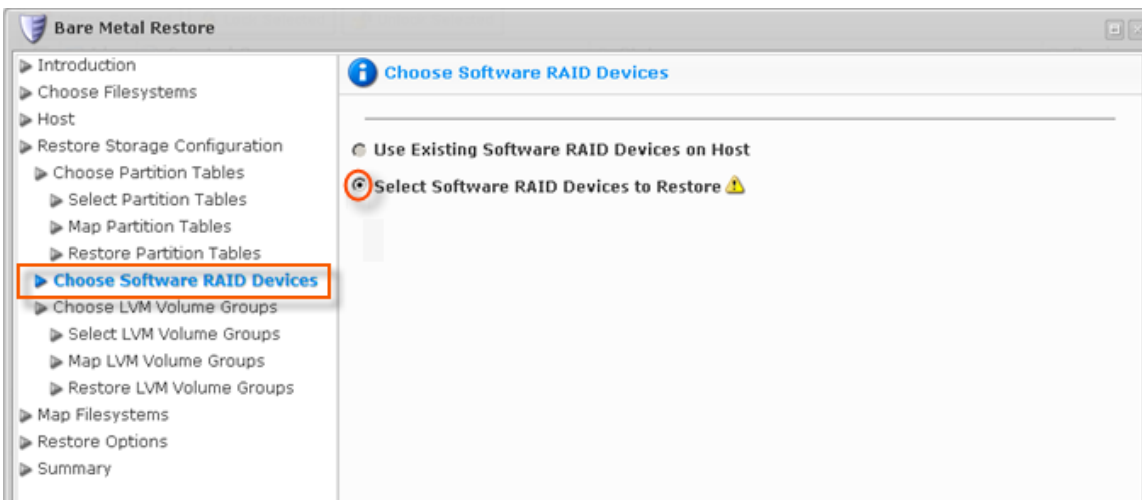 Bare Metal Restore
Introduction
Choose Filesystems
Host
Restore Storage Configuration
Choose Partition Tables
Select Partition Tables
Map Partition Tables
Restore Partition Tables
Choose Software RAID Devices
Choose LVM Volume Groups
Select LVM Volume Groups
Map LVM Volume Groups
Restore LVM Volume Groups
Map Filesystems
Restore Options
Summary
Choose Software RAID Devices
Use Existing Software RAID Devices on Host
Select Software RAID Devices to Restore